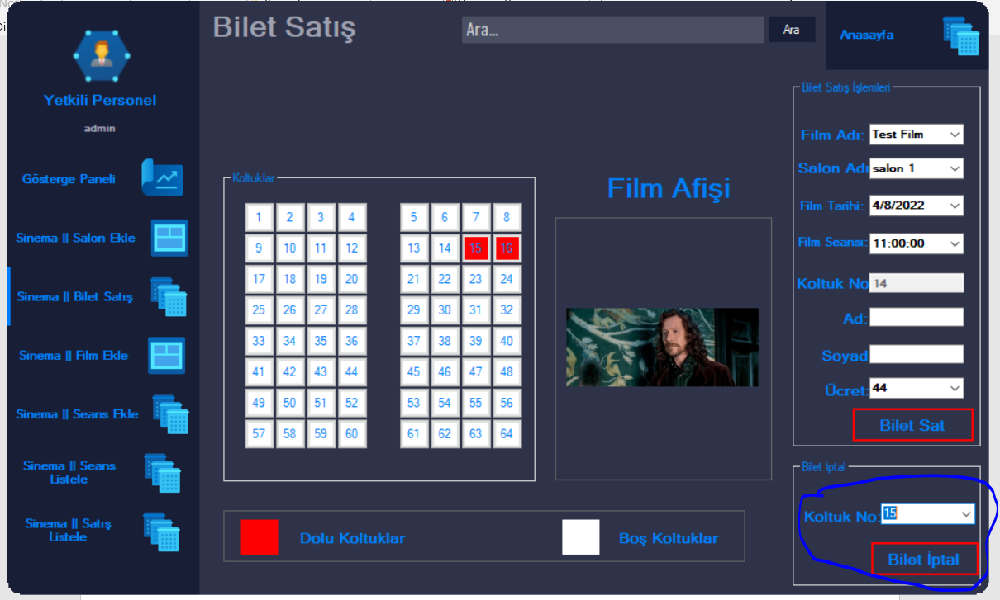 Bilet Satış
Ara...
Ara
Anasayfa
Yetkili Personel
admin
Gösterge Paneli
Sinema || Salon Ekle
Sinema || Bilet Satış
Sinema || Film Ekle
Sinema || Seans Ekle
Sinema || Seans
Listele
Sinema || Satış
Listele
Koltuklar
1 2 3 4 5 6 7 8
9 10 11 12 13 14 15 16
17 18 19 20 21 22 23 24
25 26 27 28 29 30 31 32
33 34 35 36 37 38 39 40
41 42 43 44 45 46 47 48
49 50 51 52 53 54 55 56
57 58 59 60 61 62 63 64
Dolu Koltuklar
Boş Koltuklar
Film Afişi
Bilet Satış İşlemleri
Film Adı: Test Film
Salon Adı salon 1
Film Tarihi: 4/8/2022
Film Seansı: 11:00:00
Koltuk No 14
Ad:
Soyad
Ücret: 44
Bilet Sat
Bilet İptal
Koltuk No: 15
Bilet İptal